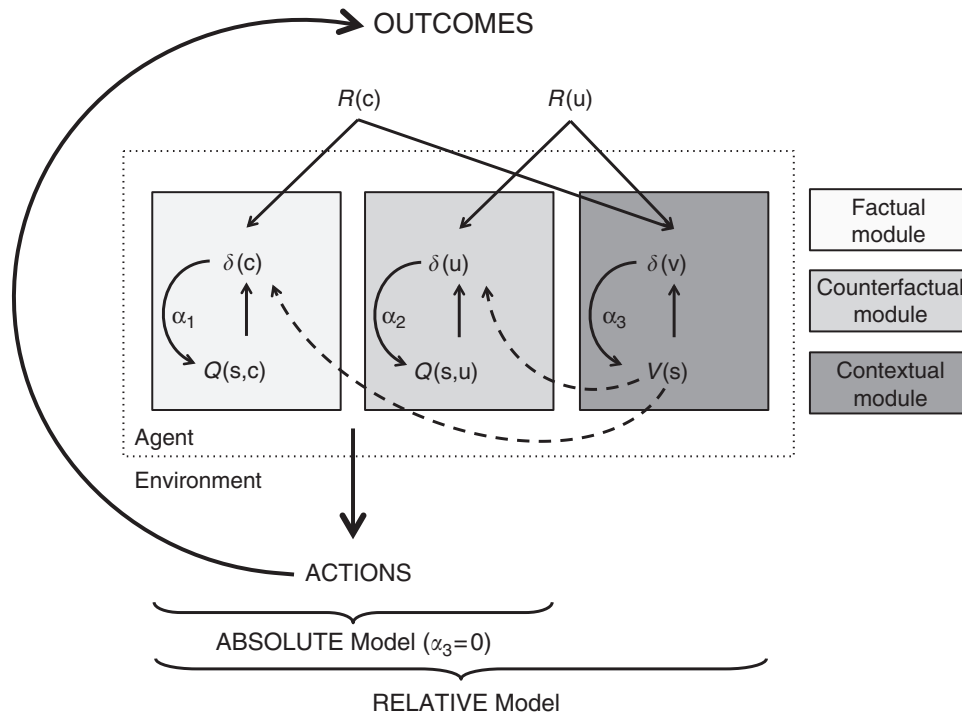 OUTCOMES
R(c)
R(u)
δ(c)
δ(u)
δ(v)
α1
α2
α3
Q(s,c)
Q(s,u)
V(s)
Factual
module
Counterfactual
module
Contextual
module
Agent
Environment
ACTIONS
ABSOLUTE Model (α3=0)
RELATIVE Model